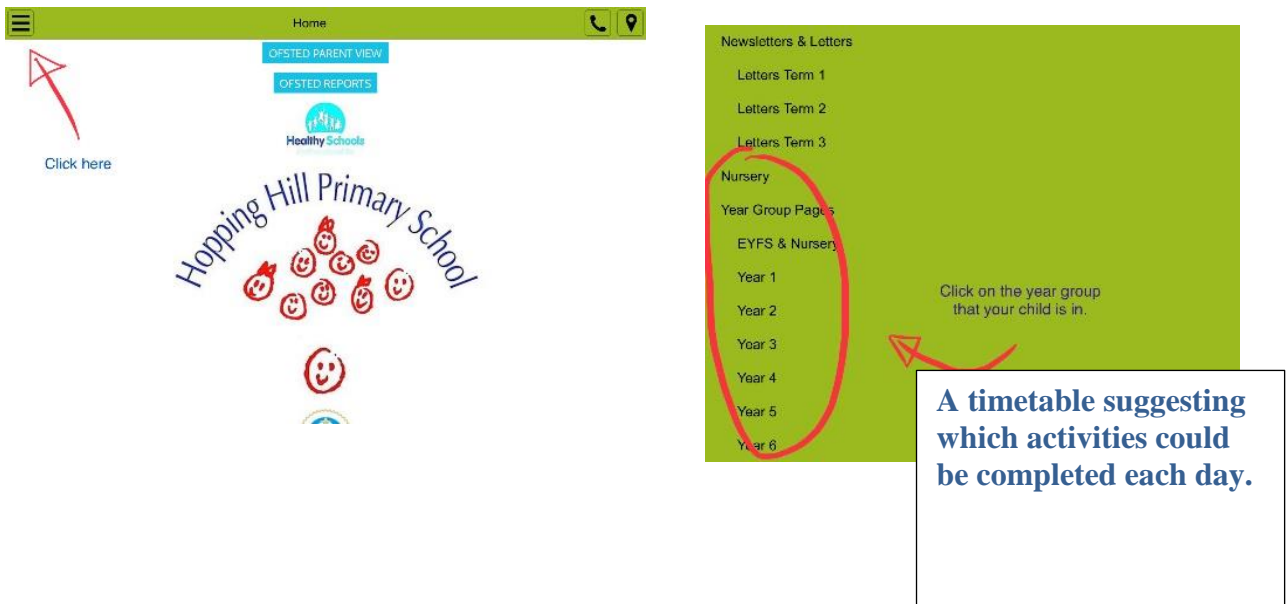 Home
OFSTED PARENT VIEW
OFSTED REPORTS
Healthy Schools
Click here
Hopping Hill Primary School
Newsletters & Letters
Letters Term 1
Letters Term 2
Letters Term 3
Nursery
Year Group Pages
EYFS & Nursery
Year 1
Year 2
Year 3
Year 4
Year 5
Year 6
Click on the year group
that your child is in.
A timetable suggesting
which activities could
be completed each day.